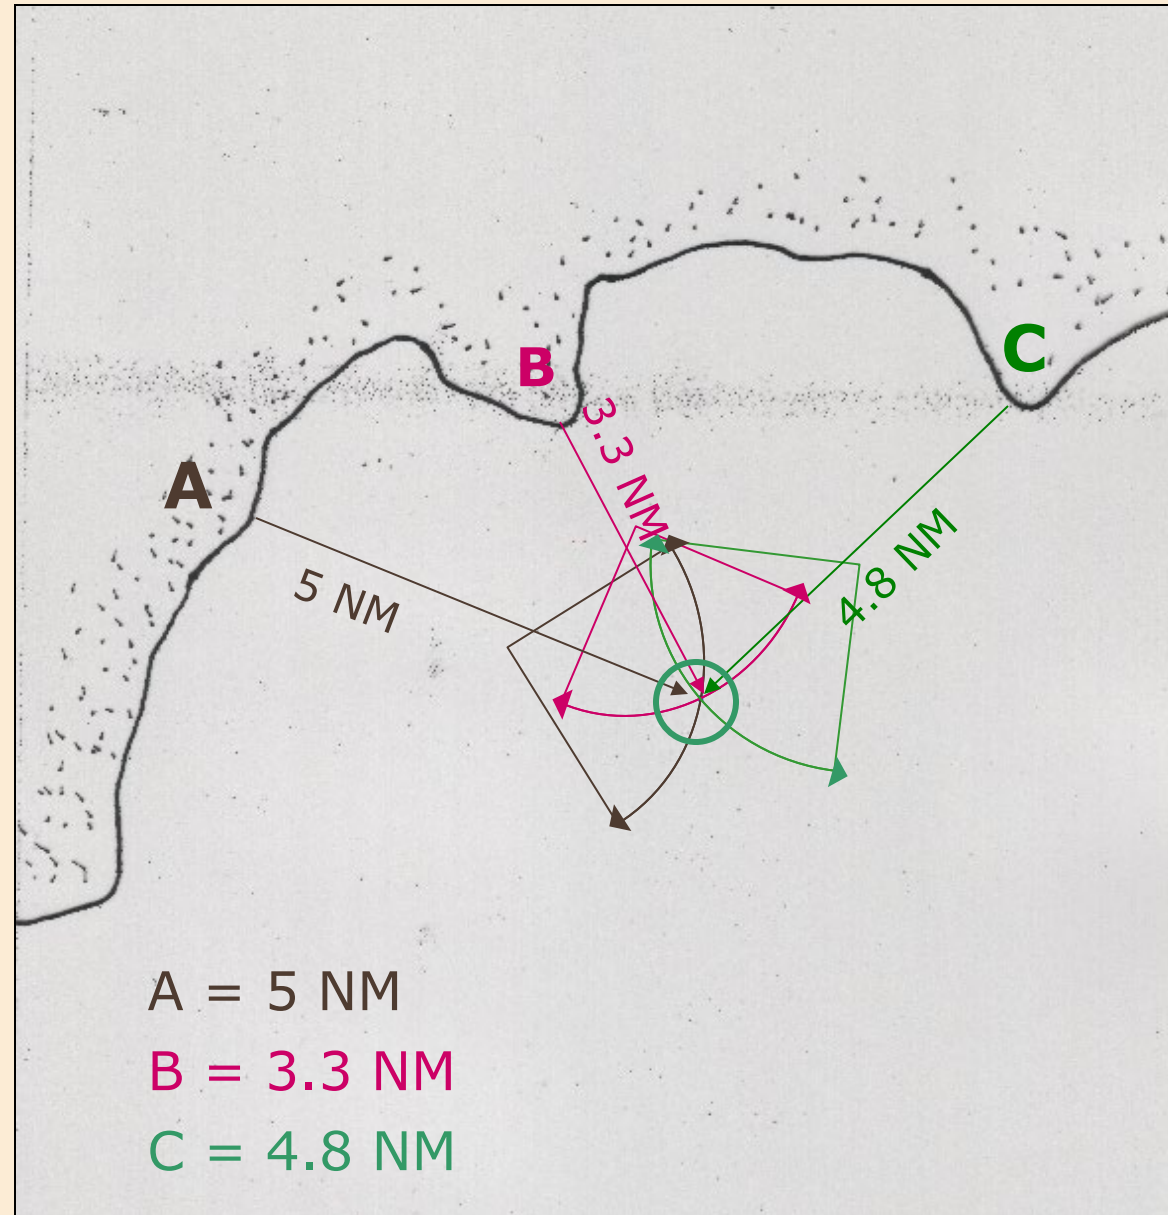 C
B
3.3 NM
A
4.8 NM
5 NM
A = 5 NM
B = 3.3 NM
C = 4.8 NM